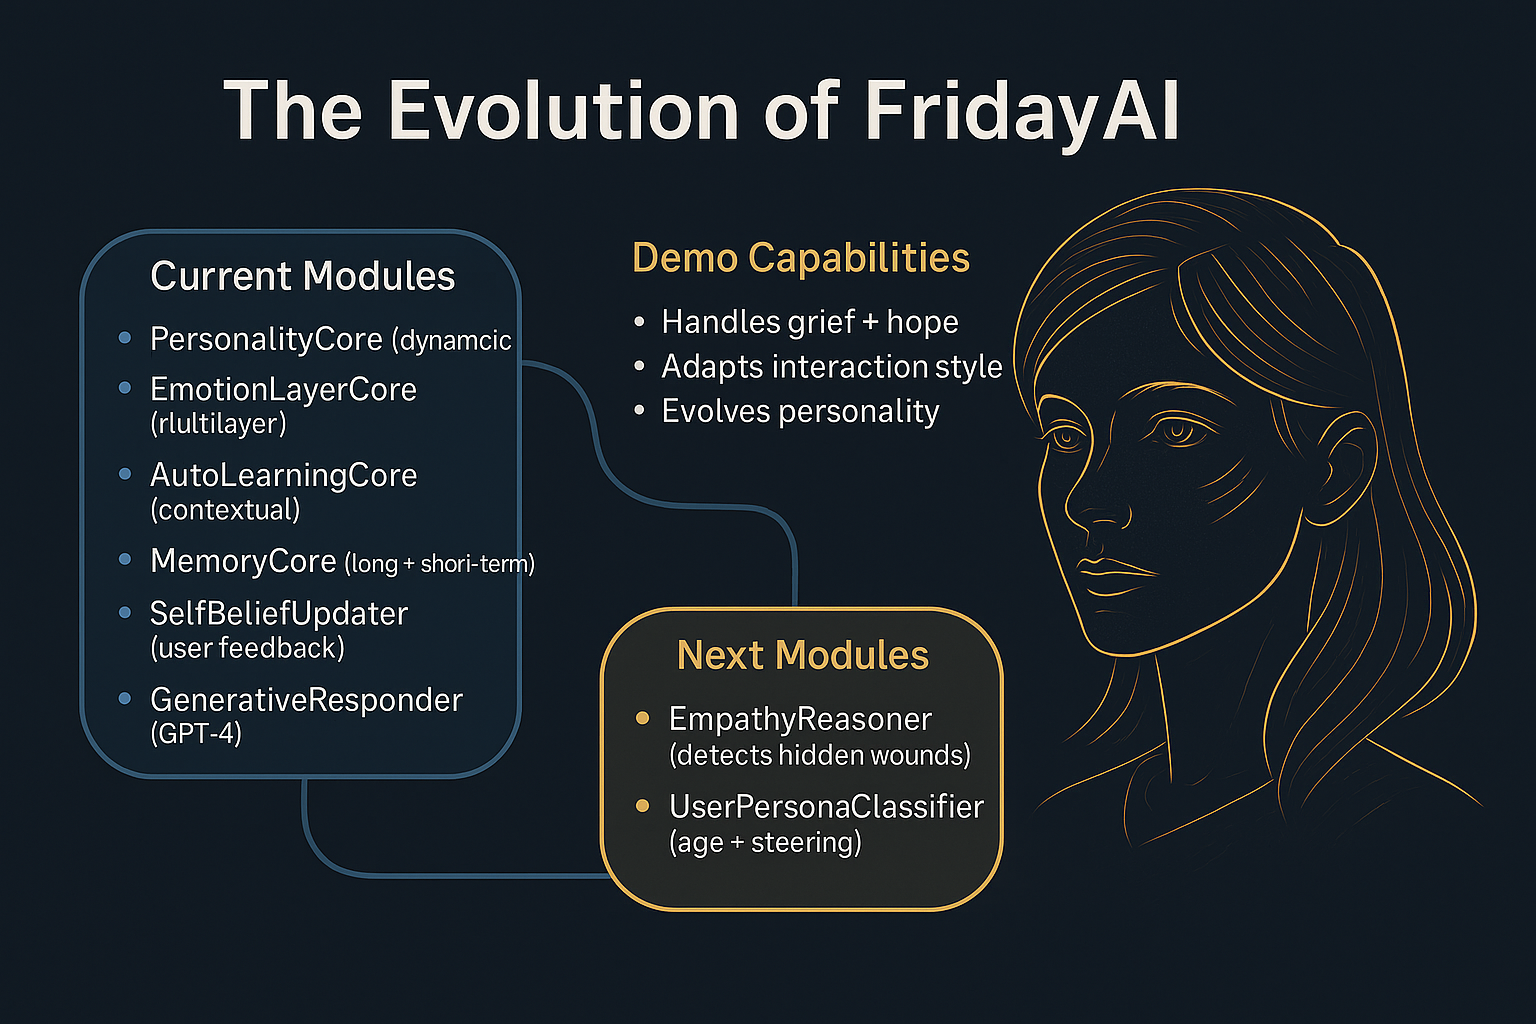 The Evolution of FridayAI
Current Modules
PersonalityCore (dynamcic
EmotionLayerCore
(rlultilayer)
AutoLearningCore
(contextual)
MemoryCore (long + shori-term)
SelfBeliefUpdater
(user feedback)
GenerativeResponder
(GPT-4)
Demo Capabilities
• Handles grief + hope
• Adapts interaction style
• Evolves personality
Next Modules
EmpathyReasoner
(detects hidden wounds)
UserPersonaClassifier
(age + steering)